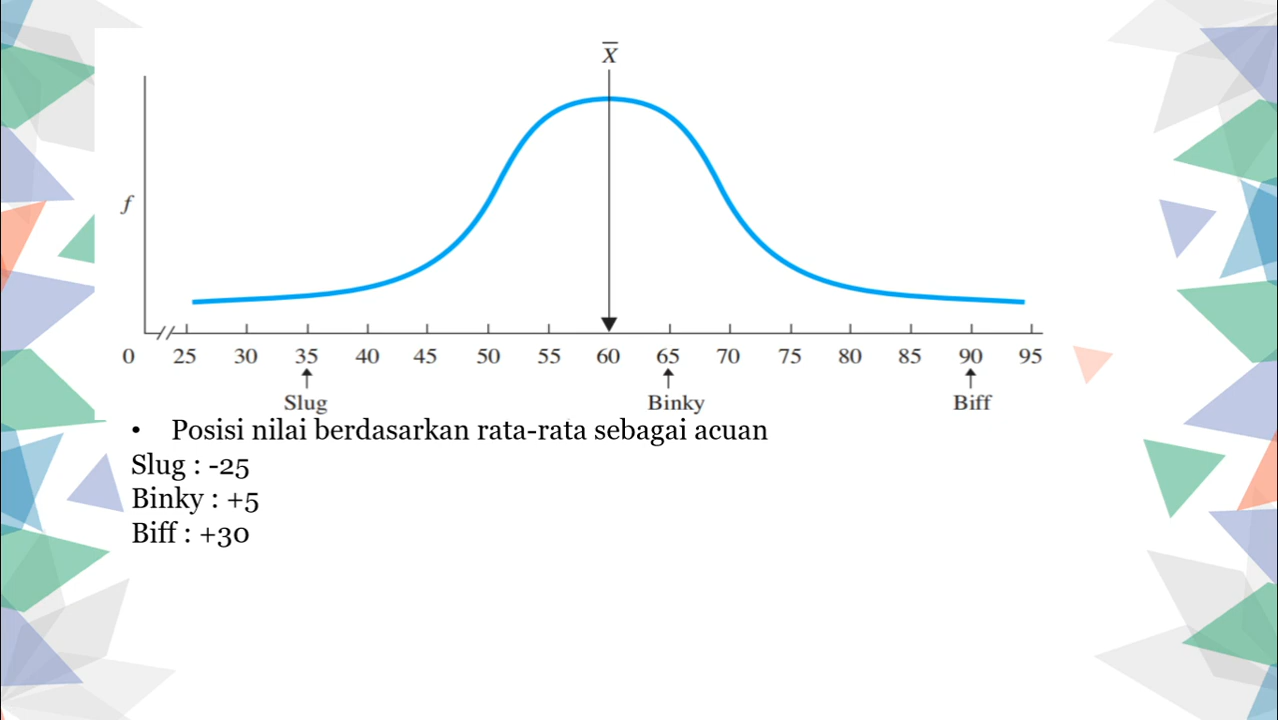 X̄
f
0 25 30 35 40 45 50 55 60 65 70 75 80 85 90 95
Slug Binky Biff
• Posisi nilai berdasarkan rata-rata sebagai acuan
Slug : -25
Binky : +5
Biff : +30